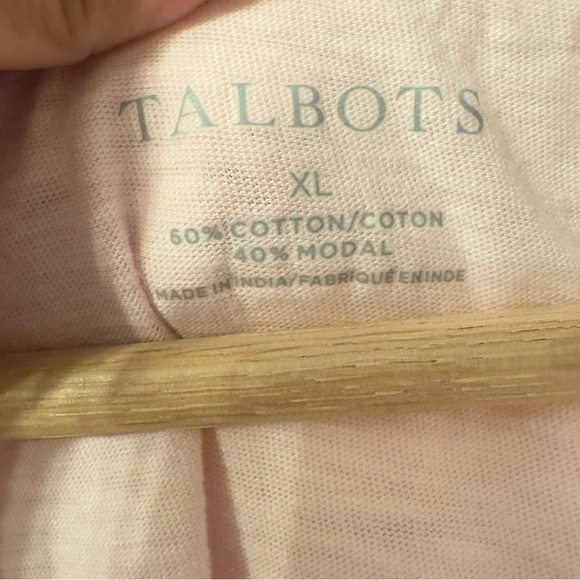 TALBOTS
XL
60% COTTON/COTON
40% MODAL
MADE IN INDIA/FABRIQUÉ EN INDE